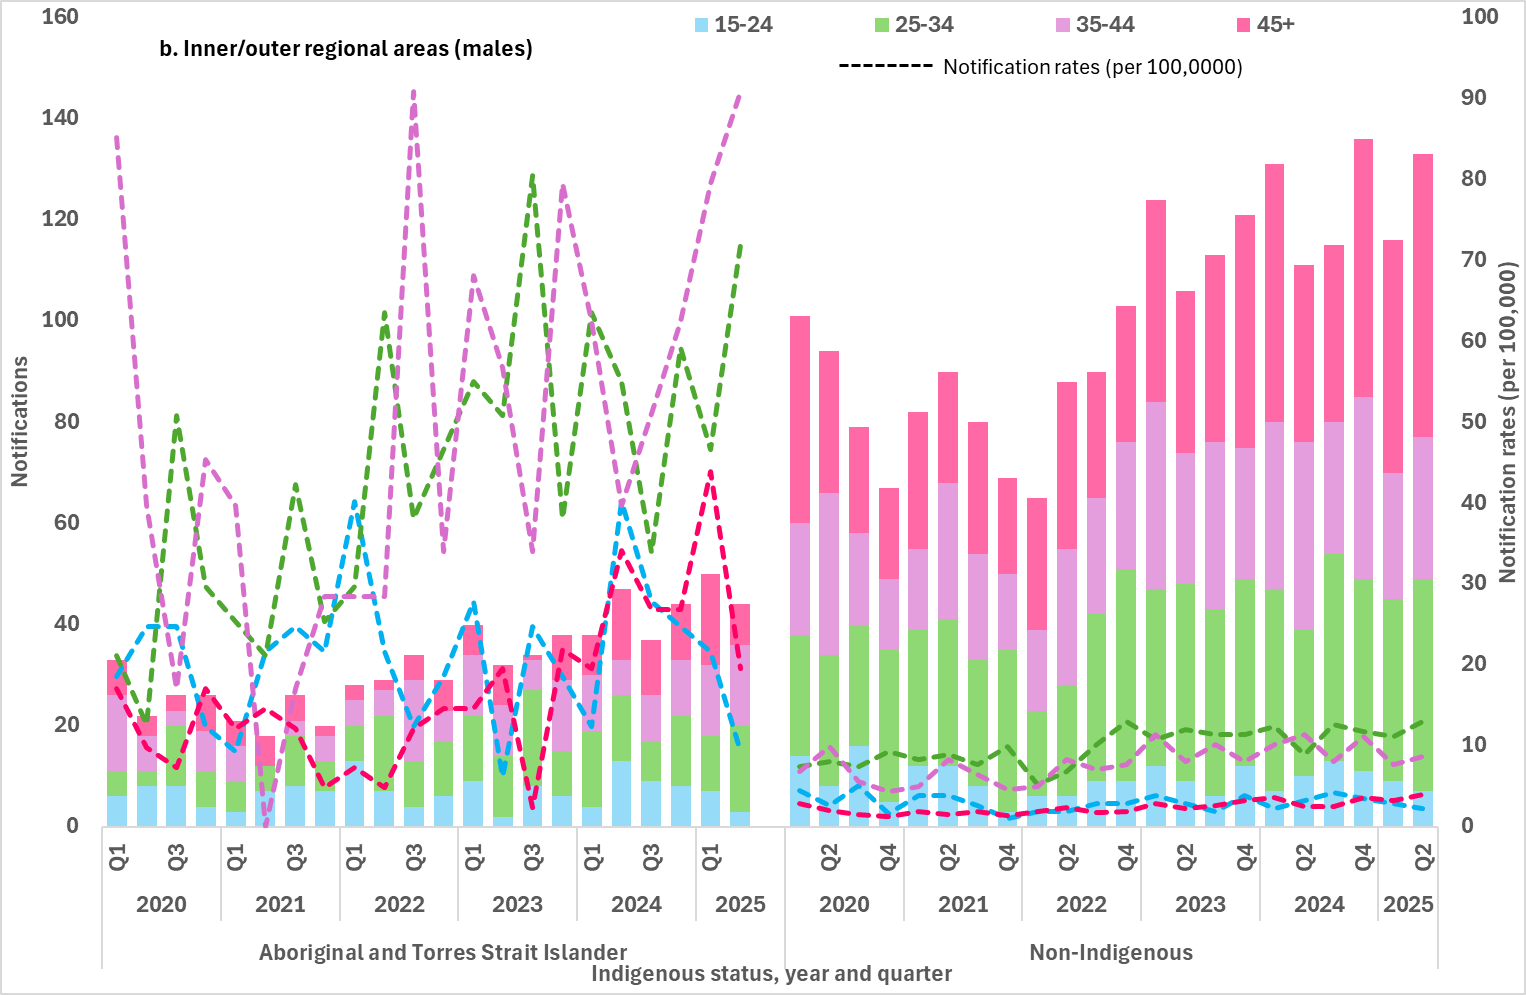 160
140
120
100
80
60
40
20
0
Notifications
b. Inner/outer regional areas (males)
15-24 25-34 35-44 45+
Notification rates (per 100,0000)
100
90
80
70
60
50
40
30
20
10
0
Notification rates (per 100,000)
Q1 Q3 Q1 Q3 Q1 Q3 Q1 Q3 Q1 Q3 Q1 Q2 Q4 Q2 Q4 Q2 Q4 Q2 Q4 Q2 Q4 Q2
2020 2021 2022 2023 2024 2025 2020 2021 2022 2023 2024 2025
Aboriginal and Torres Strait Islander Non-Indigenous
Indigenous status, year and quarter